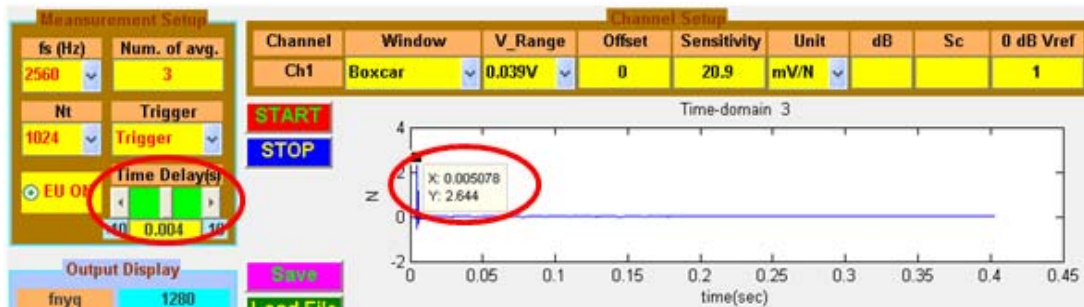 Measurement Setup
fs (Hz)
Num. of avg.
2560
3
Nt
Trigger
1024
Trigger
EU ON
Time Delay(s)
10
0.004
10
Output Display
fnyq
1280
START
STOP
Save
Load File
Channel Setup
Channel
Window
V_Range
Offset
Sensitivity
Unit
dB
Sc
0 dB Vref
Ch1
Boxcar
0.039V
0
20.9
mV/N
1
Time-domain 3
4
2
0
-2
N
X: 0.005078
Y: 2.644
0
0.05
0.1
0.15
0.2
0.25
0.3
0.35
0.4
0.45
time(sec)